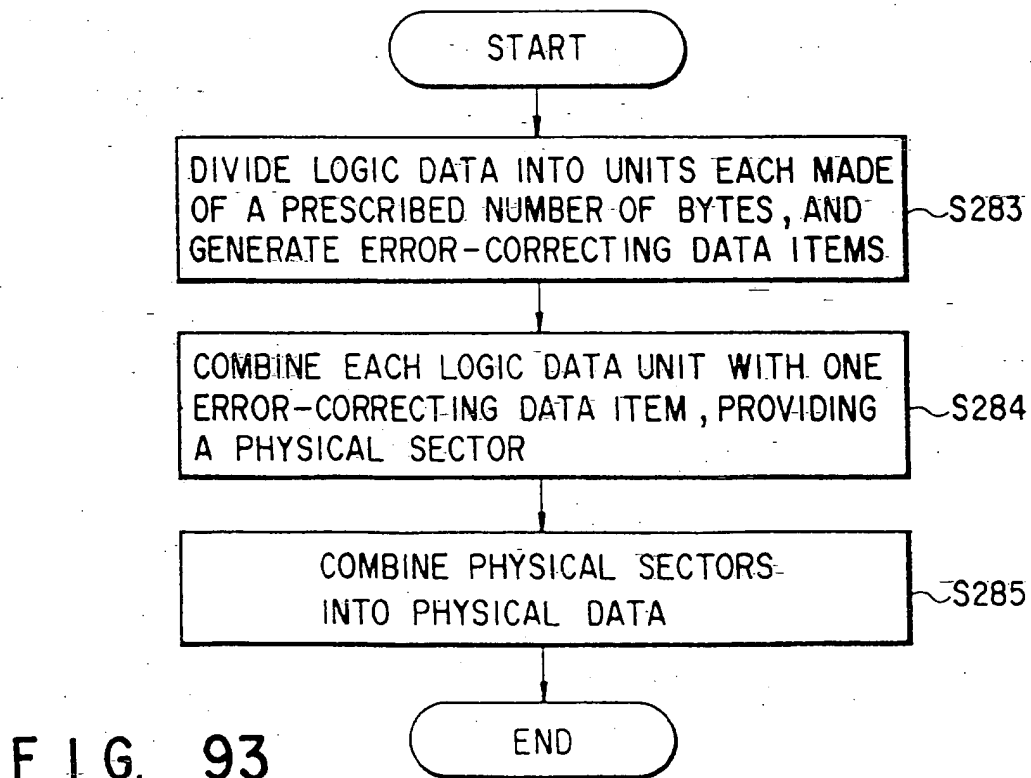 START
DIVIDE LOGIC DATA INTO UNITS EACH MADE
OF A PRESCRIBED NUMBER OF BYTES, AND
GENERATE ERROR-CORRECTING DATA ITEMS
S283
COMBINE EACH LOGIC DATA UNIT WITH ONE
ERROR-CORRECTING DATA ITEM, PROVIDING
A PHYSICAL SECTOR
S284
COMBINE PHYSICAL SECTORS
INTO PHYSICAL DATA
S285
END
FIG. 93